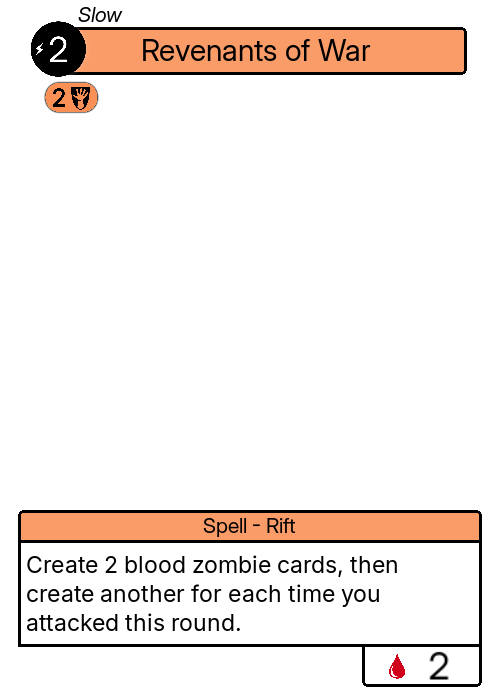 Slow
2
Revenants of War
2
Spell - Rift
Create 2 blood zombie cards, then
create another for each time you
attacked this round.
2